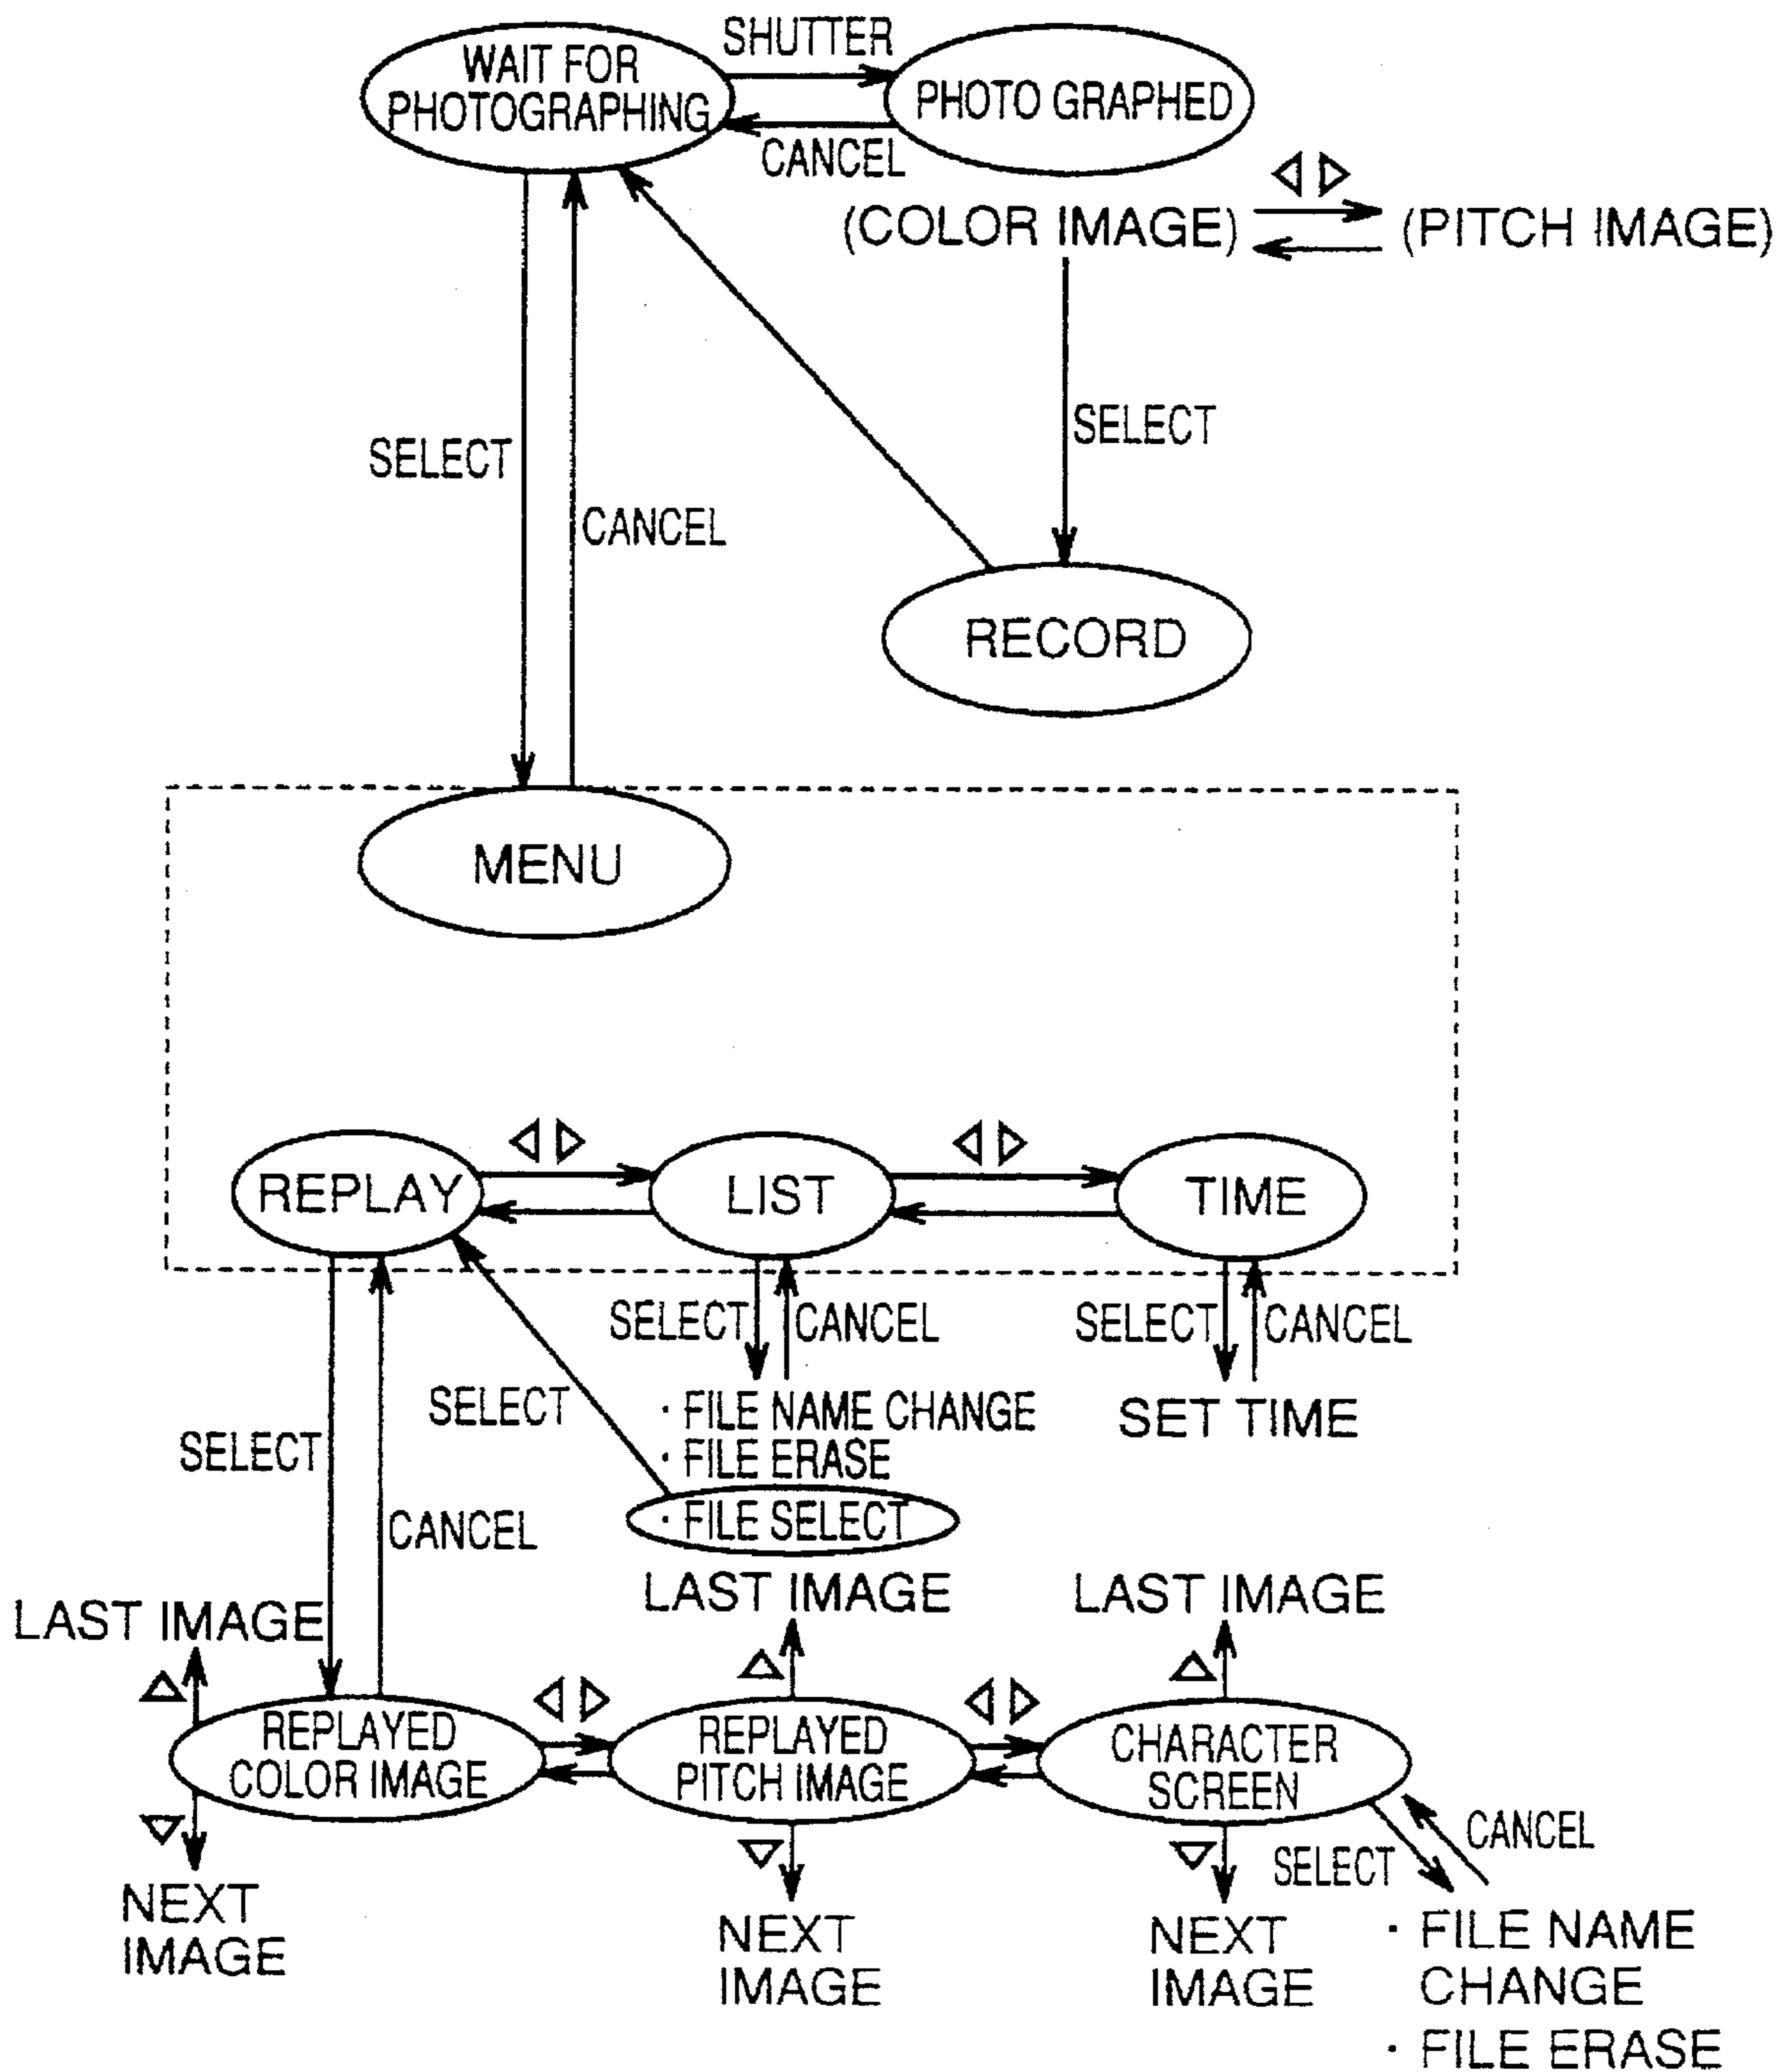 WAIT FOR
PHOTOGRAPHING
SHUTTER
CANCEL
PHOTO GRAPHED
(COLOR IMAGE)
(PITCH IMAGE)
SELECT
SELECT
CANCEL
RECORD
MENU
REPLAY
LIST
TIME
SELECT
CANCEL
SELECT
CANCEL
SELECT
· FILE NAME CHANGE
· FILE ERASE
· FILE SELECT
SET TIME
SELECT
CANCEL
LAST IMAGE
LAST IMAGE
LAST IMAGE
REPLAYED
COLOR IMAGE
REPLAYED
PITCH IMAGE
CHARACTER
SCREEN
CANCEL
SELECT
NEXT
IMAGE
NEXT
IMAGE
NEXT
IMAGE
· FILE NAME
CHANGE
· FILE ERASE